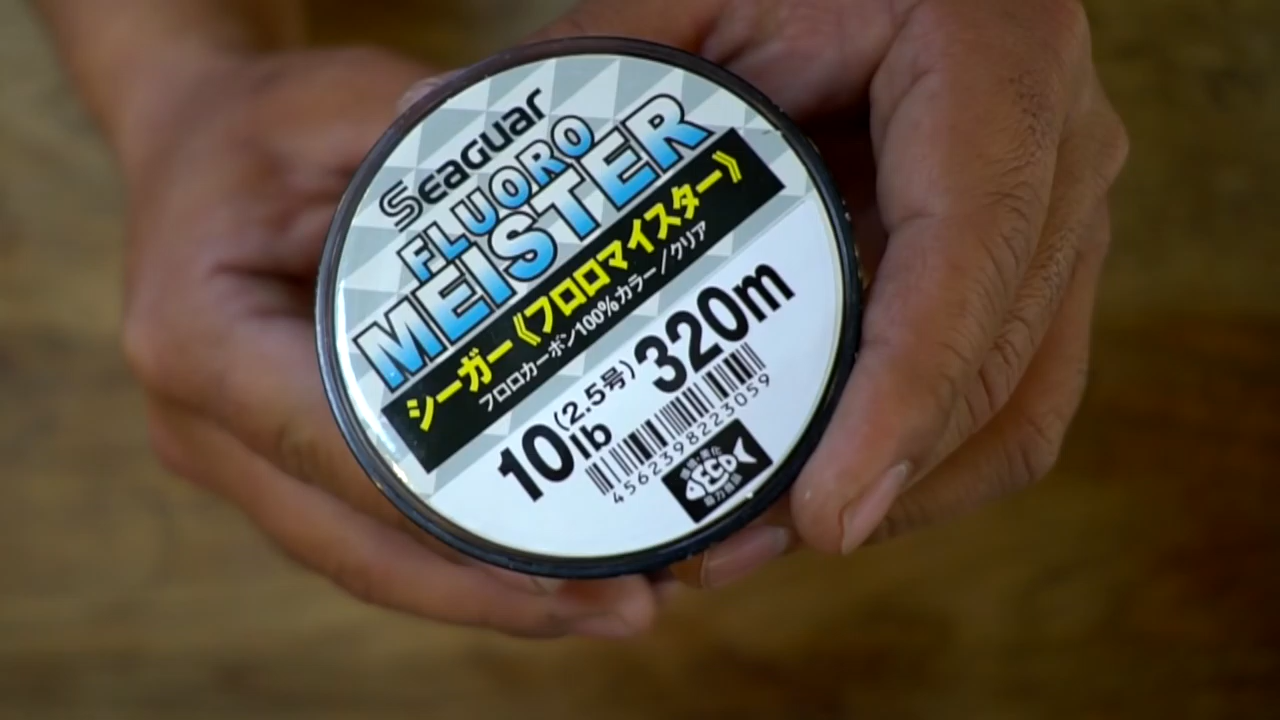 Seaguar
FLUORO
MEISTER
シーガー《フロロマイスター》
フロロカーボン100%カラー/クリア
10lb (2.5号) 320m
4562398223059
ECO